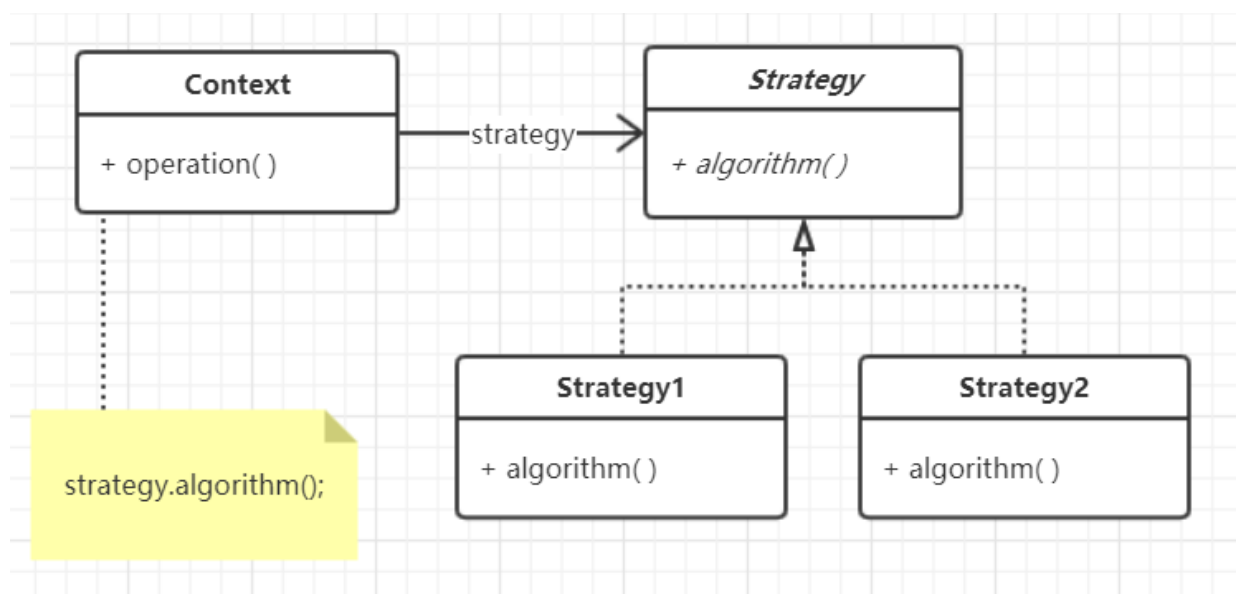 Context
+ operation( )
strategy
Strategy
+ algorithm( )
Strategy1
+ algorithm( )
Strategy2
+ algorithm( )
strategy.algorithm();